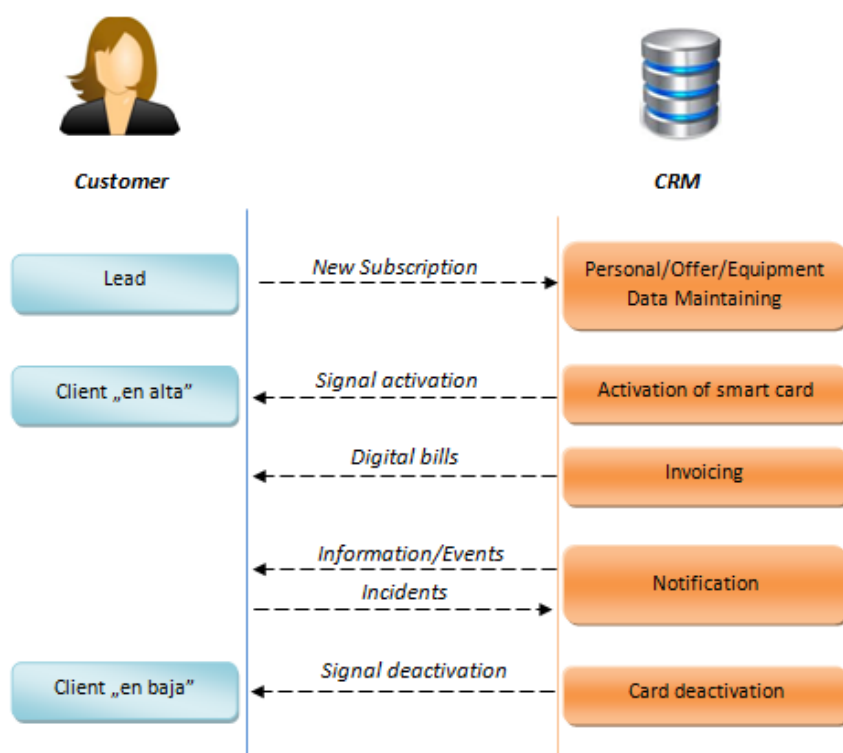 Customer
CRM
Lead
New Subscription
Personal/Offer/Equipment
Data Maintaining
Client „en alta”
Signal activation
Activation of smart card
Digital bills
Invoicing
Information/Events
Incidents
Notification
Client „en baja”
Signal deactivation
Card deactivation